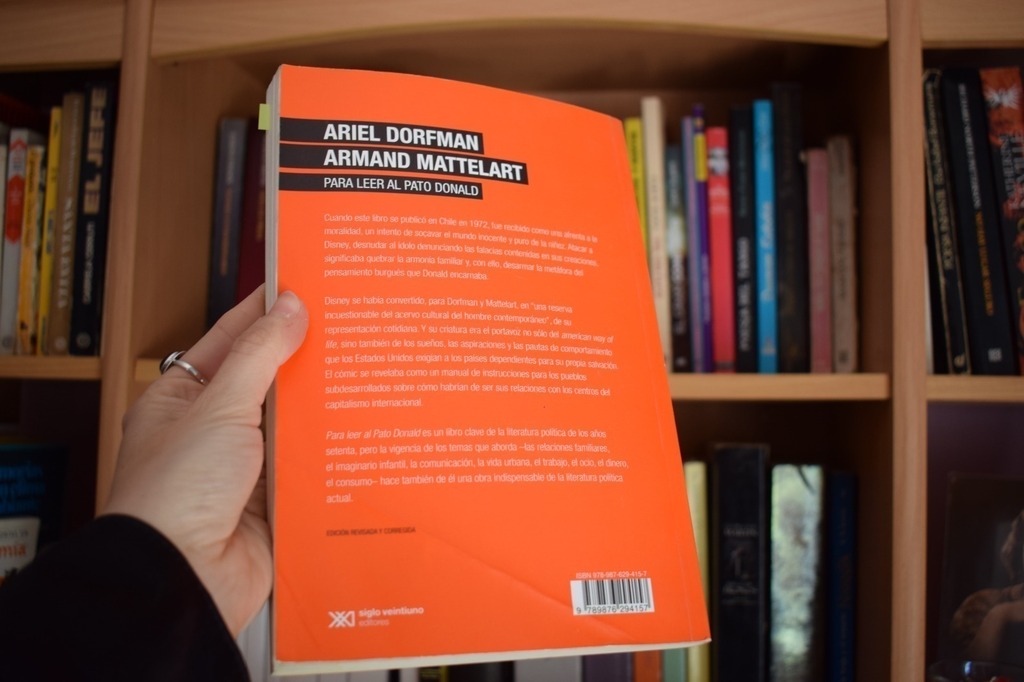 ARIEL DORFMAN
ARMAND MATTELART
PARA LEER AL PATO DONALD
Cuando este libro se publicó en Chile en 1972, fue recibido como una afrenta a la
moralidad, un intento de socavar el mundo inocente y puro de la niñez. Atacar a
Disney, desnudar al ídolo denunciando las falacias contenidas en sus creaciones,
significaba quebrar la armonía familiar y, con ello, desarmar la metáfora del
pensamiento burgués que Donald encarnaba.
Disney se había convertido, para Dorfman y Mattelart, en "una reserva
incuestionable del acervo cultural del hombre contemporáneo", de su
representación cotidiana. Y su criatura era el portavoz no sólo del american way of
life, sino también de los sueños, las aspiraciones y las pautas de comportamiento
que los Estados Unidos exigían a los países dependientes para su propia salvación.
El cómic se revelaba como un manual de instrucciones para los pueblos
subdesarrollados sobre cómo habrían de ser sus relaciones con los centros del
capitalismo internacional.
Para leer al Pato Donald es un libro clave de la literatura política de los años
setenta, pero la vigencia de los temas que aborda –las relaciones familiares,
el imaginario infantil, la comunicación, la vida urbana, el trabajo, el ocio, el dinero,
el consumo– hace también de él una obra indispensable de la literatura política
actual.
EDICIÓN REVISADA Y CORREGIDA
ISBN 978-987-629-415-7
9 789876 294157
siglo veintiuno
editores
EL JEFE